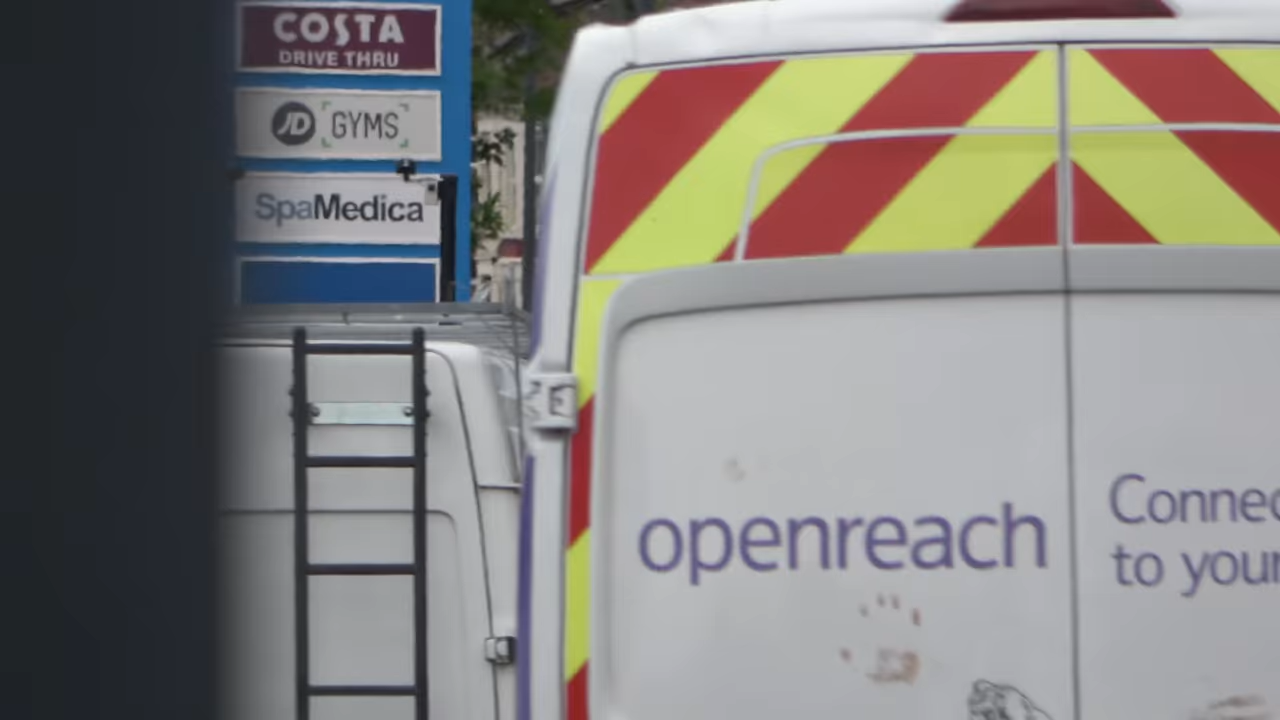 COSTA
DRIVE THRU
JD GYMS
SpaMedica
openreach
Connec
to your